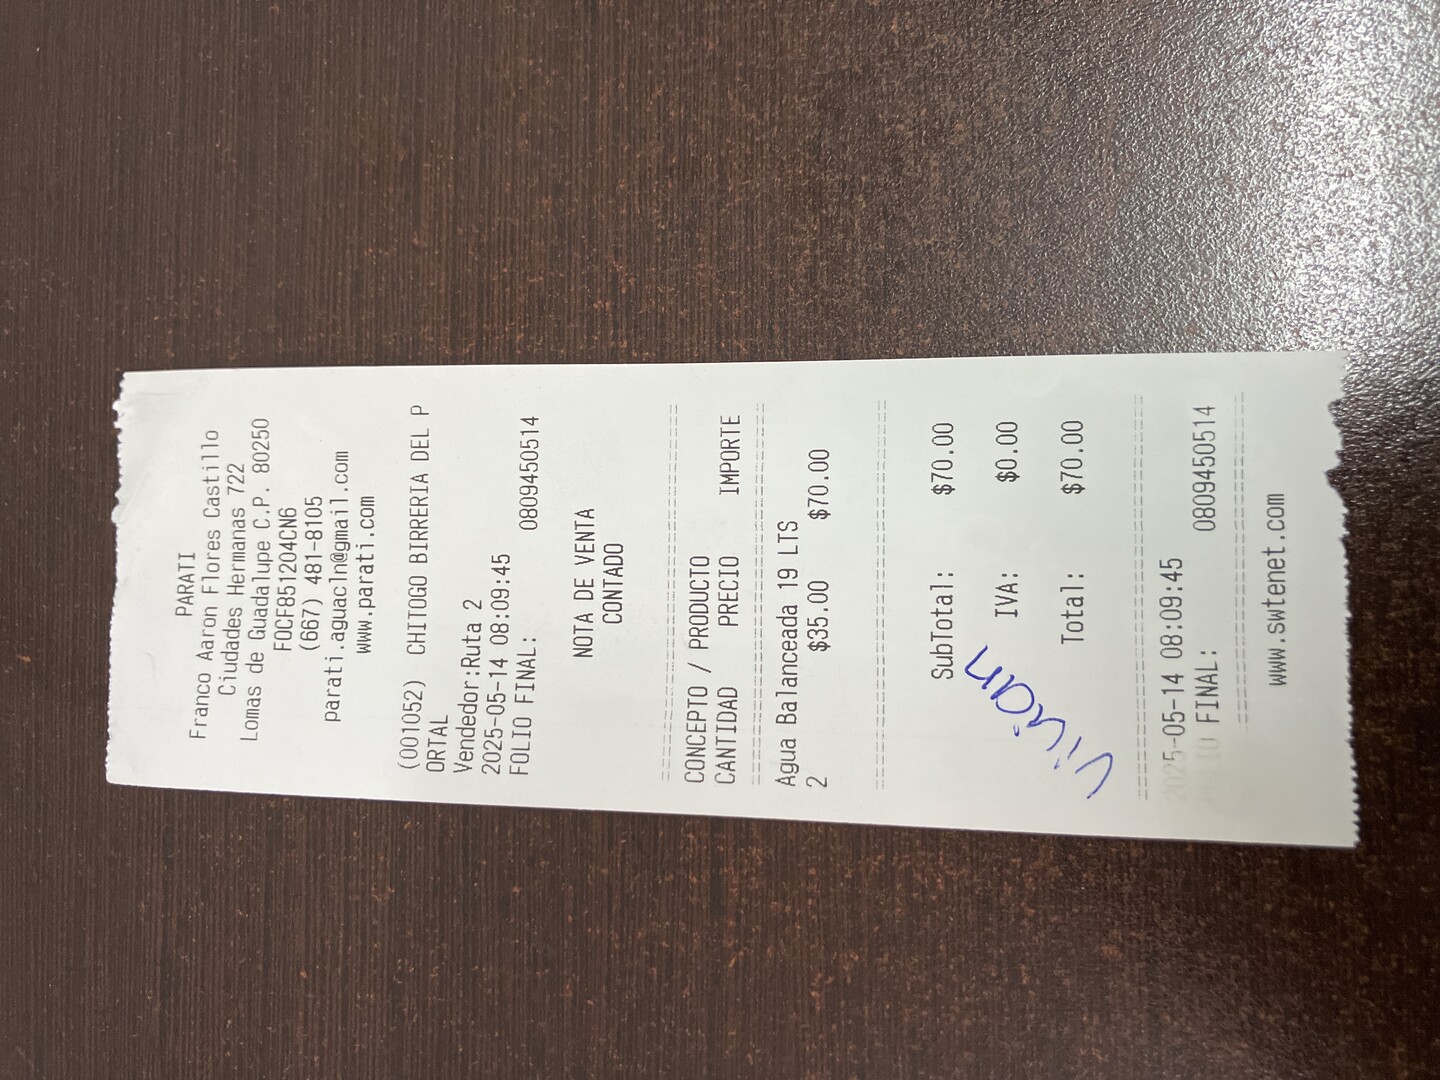 PARATI
Franco Aaron Flores Castillo
Ciudades Hermanas 722
Lomas de Guadalupe C.P. 80250
FOCF851204CN6
(667) 481-8105
parati.aguacln@gmail.com
www.parati.com
(001052) CHITOGO BIRRERIA DEL P
ORTAL
Vendedor:Ruta 2
2025-05-14 08:09:45
FOLIO FINAL: 0809450514
NOTA DE VENTA
CONTADO
CONCEPTO / PRODUCTO
CANTIDAD PRECIO IMPORTE
Agua Balanceada 19 LTS
2 $35.00 $70.00
SubTotal: $70.00
IVA: $0.00
Total: $70.00
Vivian
2025-05-14 08:09:45
FOLIO FINAL: 0809450514
www.swtenet.com